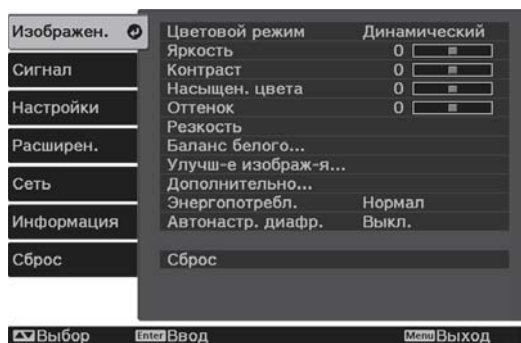 Изображен.
Сигнал
Настройки
Расширен.
Сеть
Информация
Сброс
Цветовой режим Динамический
Яркость 0
Контраст 0
Насыщен. цвета 0
Оттенок 0
Резкость
Баланс белого...
Улучш-е изображ-я...
Дополнительно...
Энергопотребл. Нормал
Автонастр. диафр. Выкл.
Сброс
Выбор Enter Ввод Menu Выход